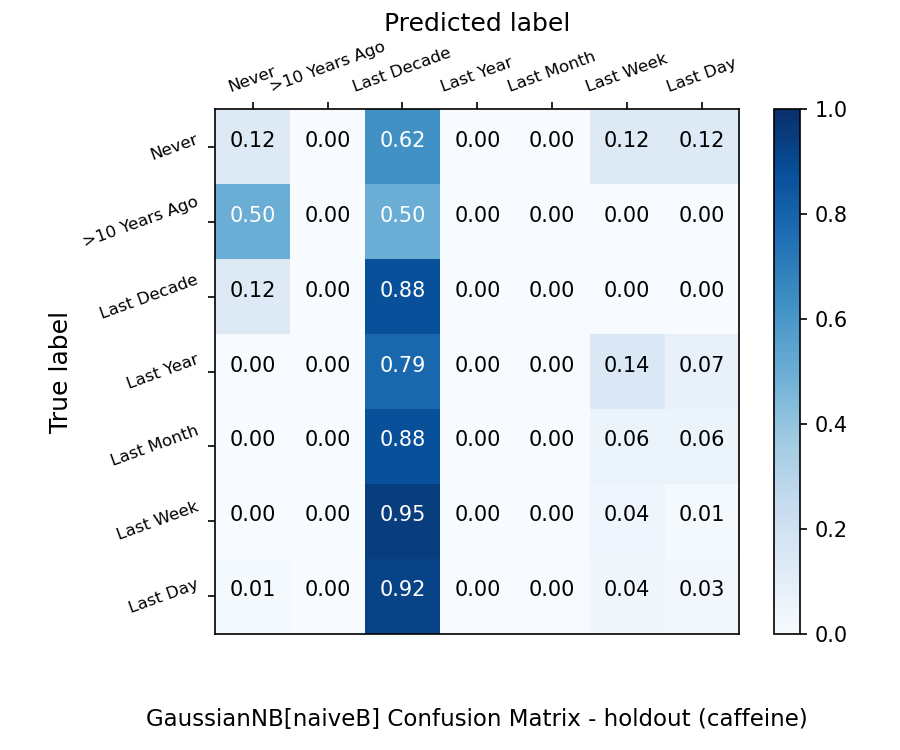 Predicted label
Never >10 Years Ago Last Decade Last Year Last Month Last Week Last Day
Never 0.12 0.00 0.62 0.00 0.00 0.12 0.12
>10 Years Ago 0.50 0.00 0.50 0.00 0.00 0.00 0.00
Last Decade 0.12 0.00 0.88 0.00 0.00 0.00 0.00
Last Year 0.00 0.00 0.79 0.00 0.00 0.14 0.07
Last Month 0.00 0.00 0.88 0.00 0.00 0.06 0.06
Last Week 0.00 0.00 0.95 0.00 0.00 0.04 0.01
Last Day 0.01 0.00 0.92 0.00 0.00 0.04 0.03
True label
1.0
0.8
0.6
0.4
0.2
0.0
GaussianNB[naiveB] Confusion Matrix - holdout (caffeine)